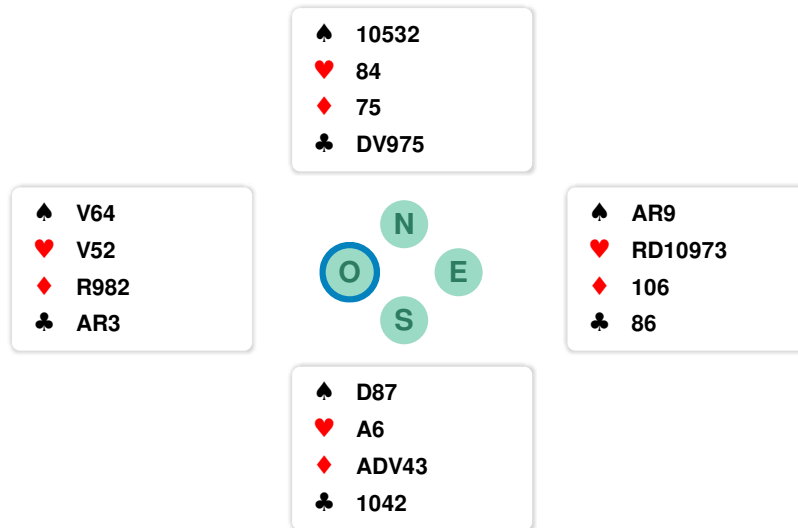 ♠ 10532
♥ 84
♦ 75
♣ DV975
♠ V64
♥ V52
♦ R982
♣ AR3
N
O E
S
♠ AR9
♥ RD10973
♦ 106
♣ 86
♠ D87
♥ A6
♦ ADV43
♣ 1042